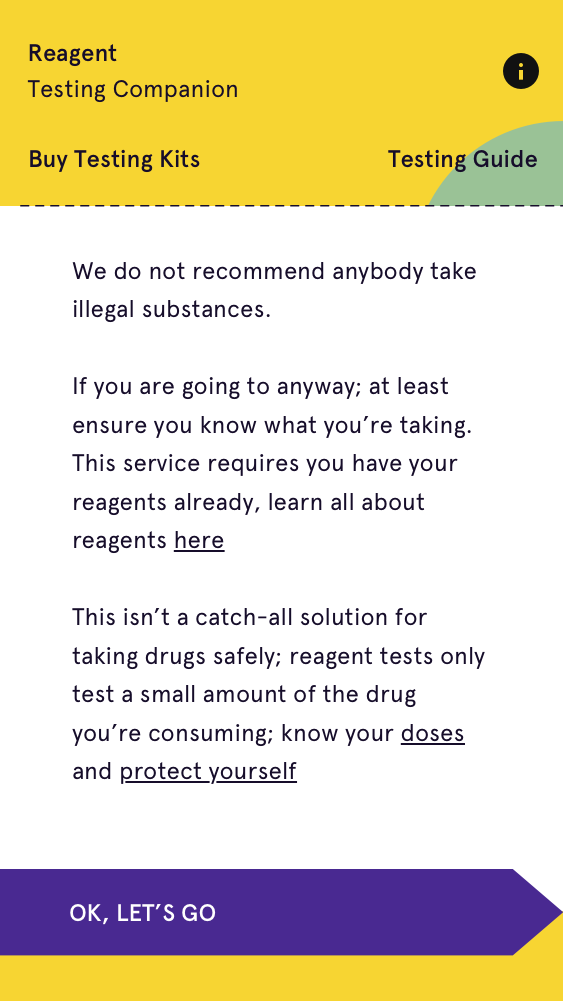 Reagent
Testing Companion
Buy Testing Kits
Testing Guide
We do not recommend anybody take
illegal substances.
If you are going to anyway; at least
ensure you know what you’re taking.
This service requires you have your
reagents already, learn all about
reagents here
This isn’t a catch-all solution for
taking drugs safely; reagent tests only
test a small amount of the drug
you’re consuming; know your doses
and protect yourself
OK, LET’S GO